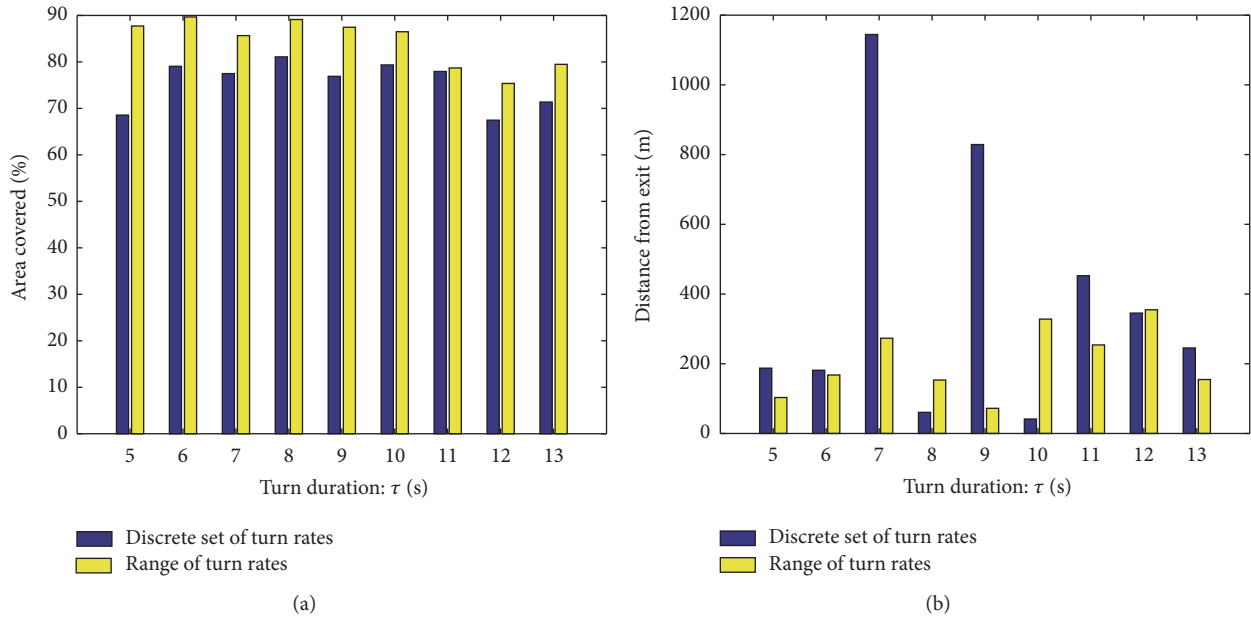 90
80
70
60
50
40
30
20
10
0
Area covered (%)
5 6 7 8 9 10 11 12 13
Turn duration: τ (s)
Discrete set of turn rates
Range of turn rates
(a)
1200
1000
800
600
400
200
0
Distance from exit (m)
5 6 7 8 9 10 11 12 13
Turn duration: τ (s)
Discrete set of turn rates
Range of turn rates
(b)